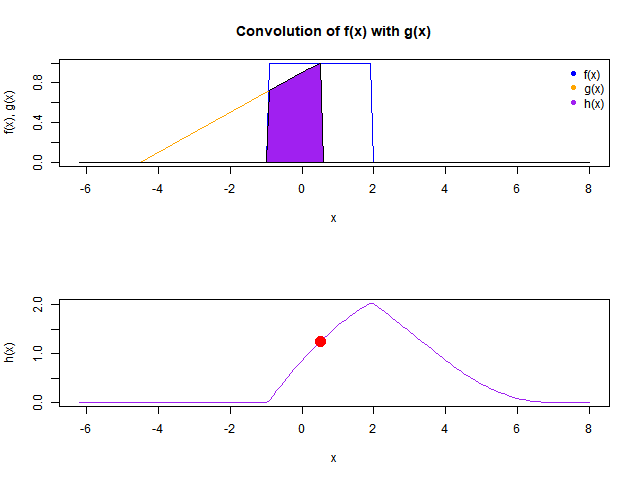 Convolution of f(x) with g(x)
f(x), g(x)
0.8
0.4
0.0
f(x)
g(x)
h(x)
-6 -4 -2 0 2 4 6 8
x
h(x)
2.0
1.0
0.0
-6 -4 -2 0 2 4 6 8
x